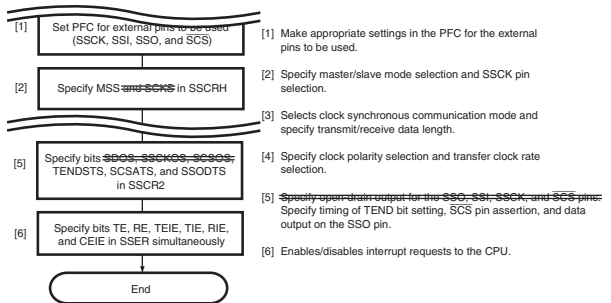 [1]
Set PFC for external pins to be used
(SSCK, SSI, SSO, and SCS)
[2]
Specify MSS and SCKS in SSCRH
[5]
Specify bits SDOS, SSCKOS, SCSOS,
TENDSTS, SCSATS, and SSODTS
in SSCR2
[6]
Specify bits TE, RE, TEIE, TIE, RIE,
and CEIE in SSER simultaneously
End
[1] Make appropriate settings in the PFC for the external
pins to be used.
[2] Specify master/slave mode selection and SSCK pin
selection.
[3] Selects clock synchronous communication mode and
specify transmit/receive data length.
[4] Specify clock polarity selection and transfer clock rate
selection.
[5] Specify open-drain output for the SSO, SSI, SSCK, and SCS pins.
Specify timing of TEND bit setting, SCS pin assertion, and data
output on the SSO pin.
[6] Enables/disables interrupt requests to the CPU.